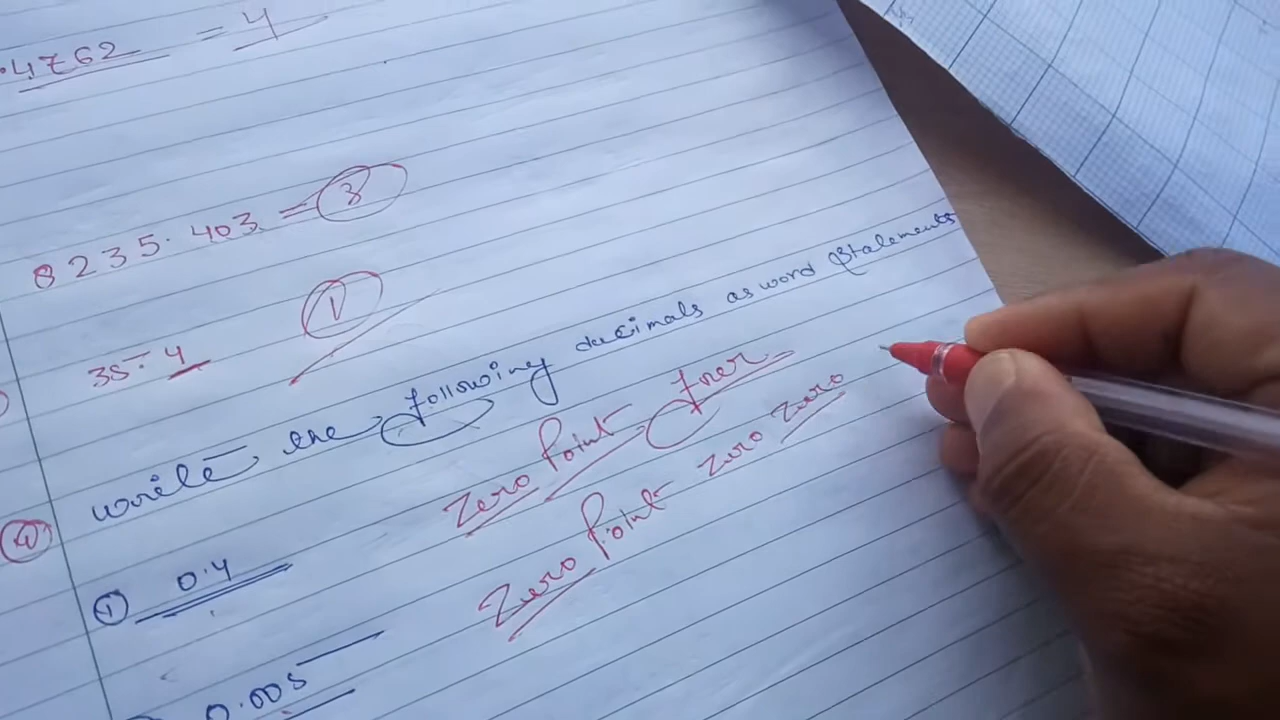 .4762 = 4
8235.403 = 3
35.4 1
write the following decimals as word statements
Zero Point four
① 0.4
Zero Point zero zero
0.005